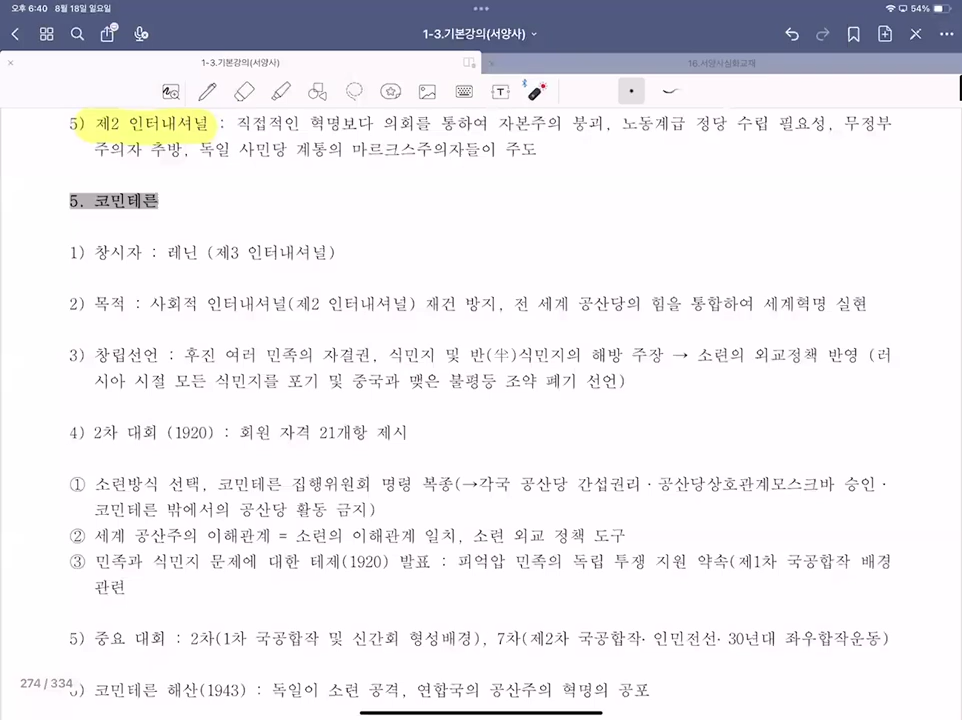 오후 6:40 8월 18일 일요일 54%
1-3.기본강의(서양사)
1-3.기본강의(서양사) 16.서양사심화교재
5) 제2 인터내셔널 : 직접적인 혁명보다 의회를 통하여 자본주의 붕괴, 노동계급 정당 수립 필요성, 무정부
주의자 추방, 독일 사민당 계통의 마르크스주의자들이 주도
5. 코민테른
1) 창시자 : 레닌 (제3 인터내셔널)
2) 목적 : 사회적 인터내셔널(제2 인터내셔널) 재건 방지, 전 세계 공산당의 힘을 통합하여 세계혁명 실현
3) 창립선언 : 후진 여러 민족의 자결권, 식민지 및 반(半)식민지의 해방 주장 → 소련의 외교정책 반영 (러
시아 시절 모든 식민지를 포기 및 중국과 맺은 불평등 조약 폐기 선언)
4) 2차 대회 (1920) : 회원 자격 21개항 제시
① 소련방식 선택, 코민테른 집행위원회 명령 복종(→각국 공산당 간섭권리·공산당상호관계모스크바 승인·
코민테른 밖에서의 공산당 활동 금지)
② 세계 공산주의 이해관계 = 소련의 이해관계 일치, 소련 외교 정책 도구
③ 민족과 식민지 문제에 대한 테제(1920) 발표 : 피억압 민족의 독립 투쟁 지원 약속(제1차 국공합작 배경
관련
5) 중요 대회 : 2차(1차 국공합작 및 신간회 형성배경), 7차(제2차 국공합작· 인민전선· 30년대 좌우합작운동)
274 / 334
6) 코민테른 해산(1943) : 독일이 소련 공격, 연합국의 공산주의 혁명의 공포